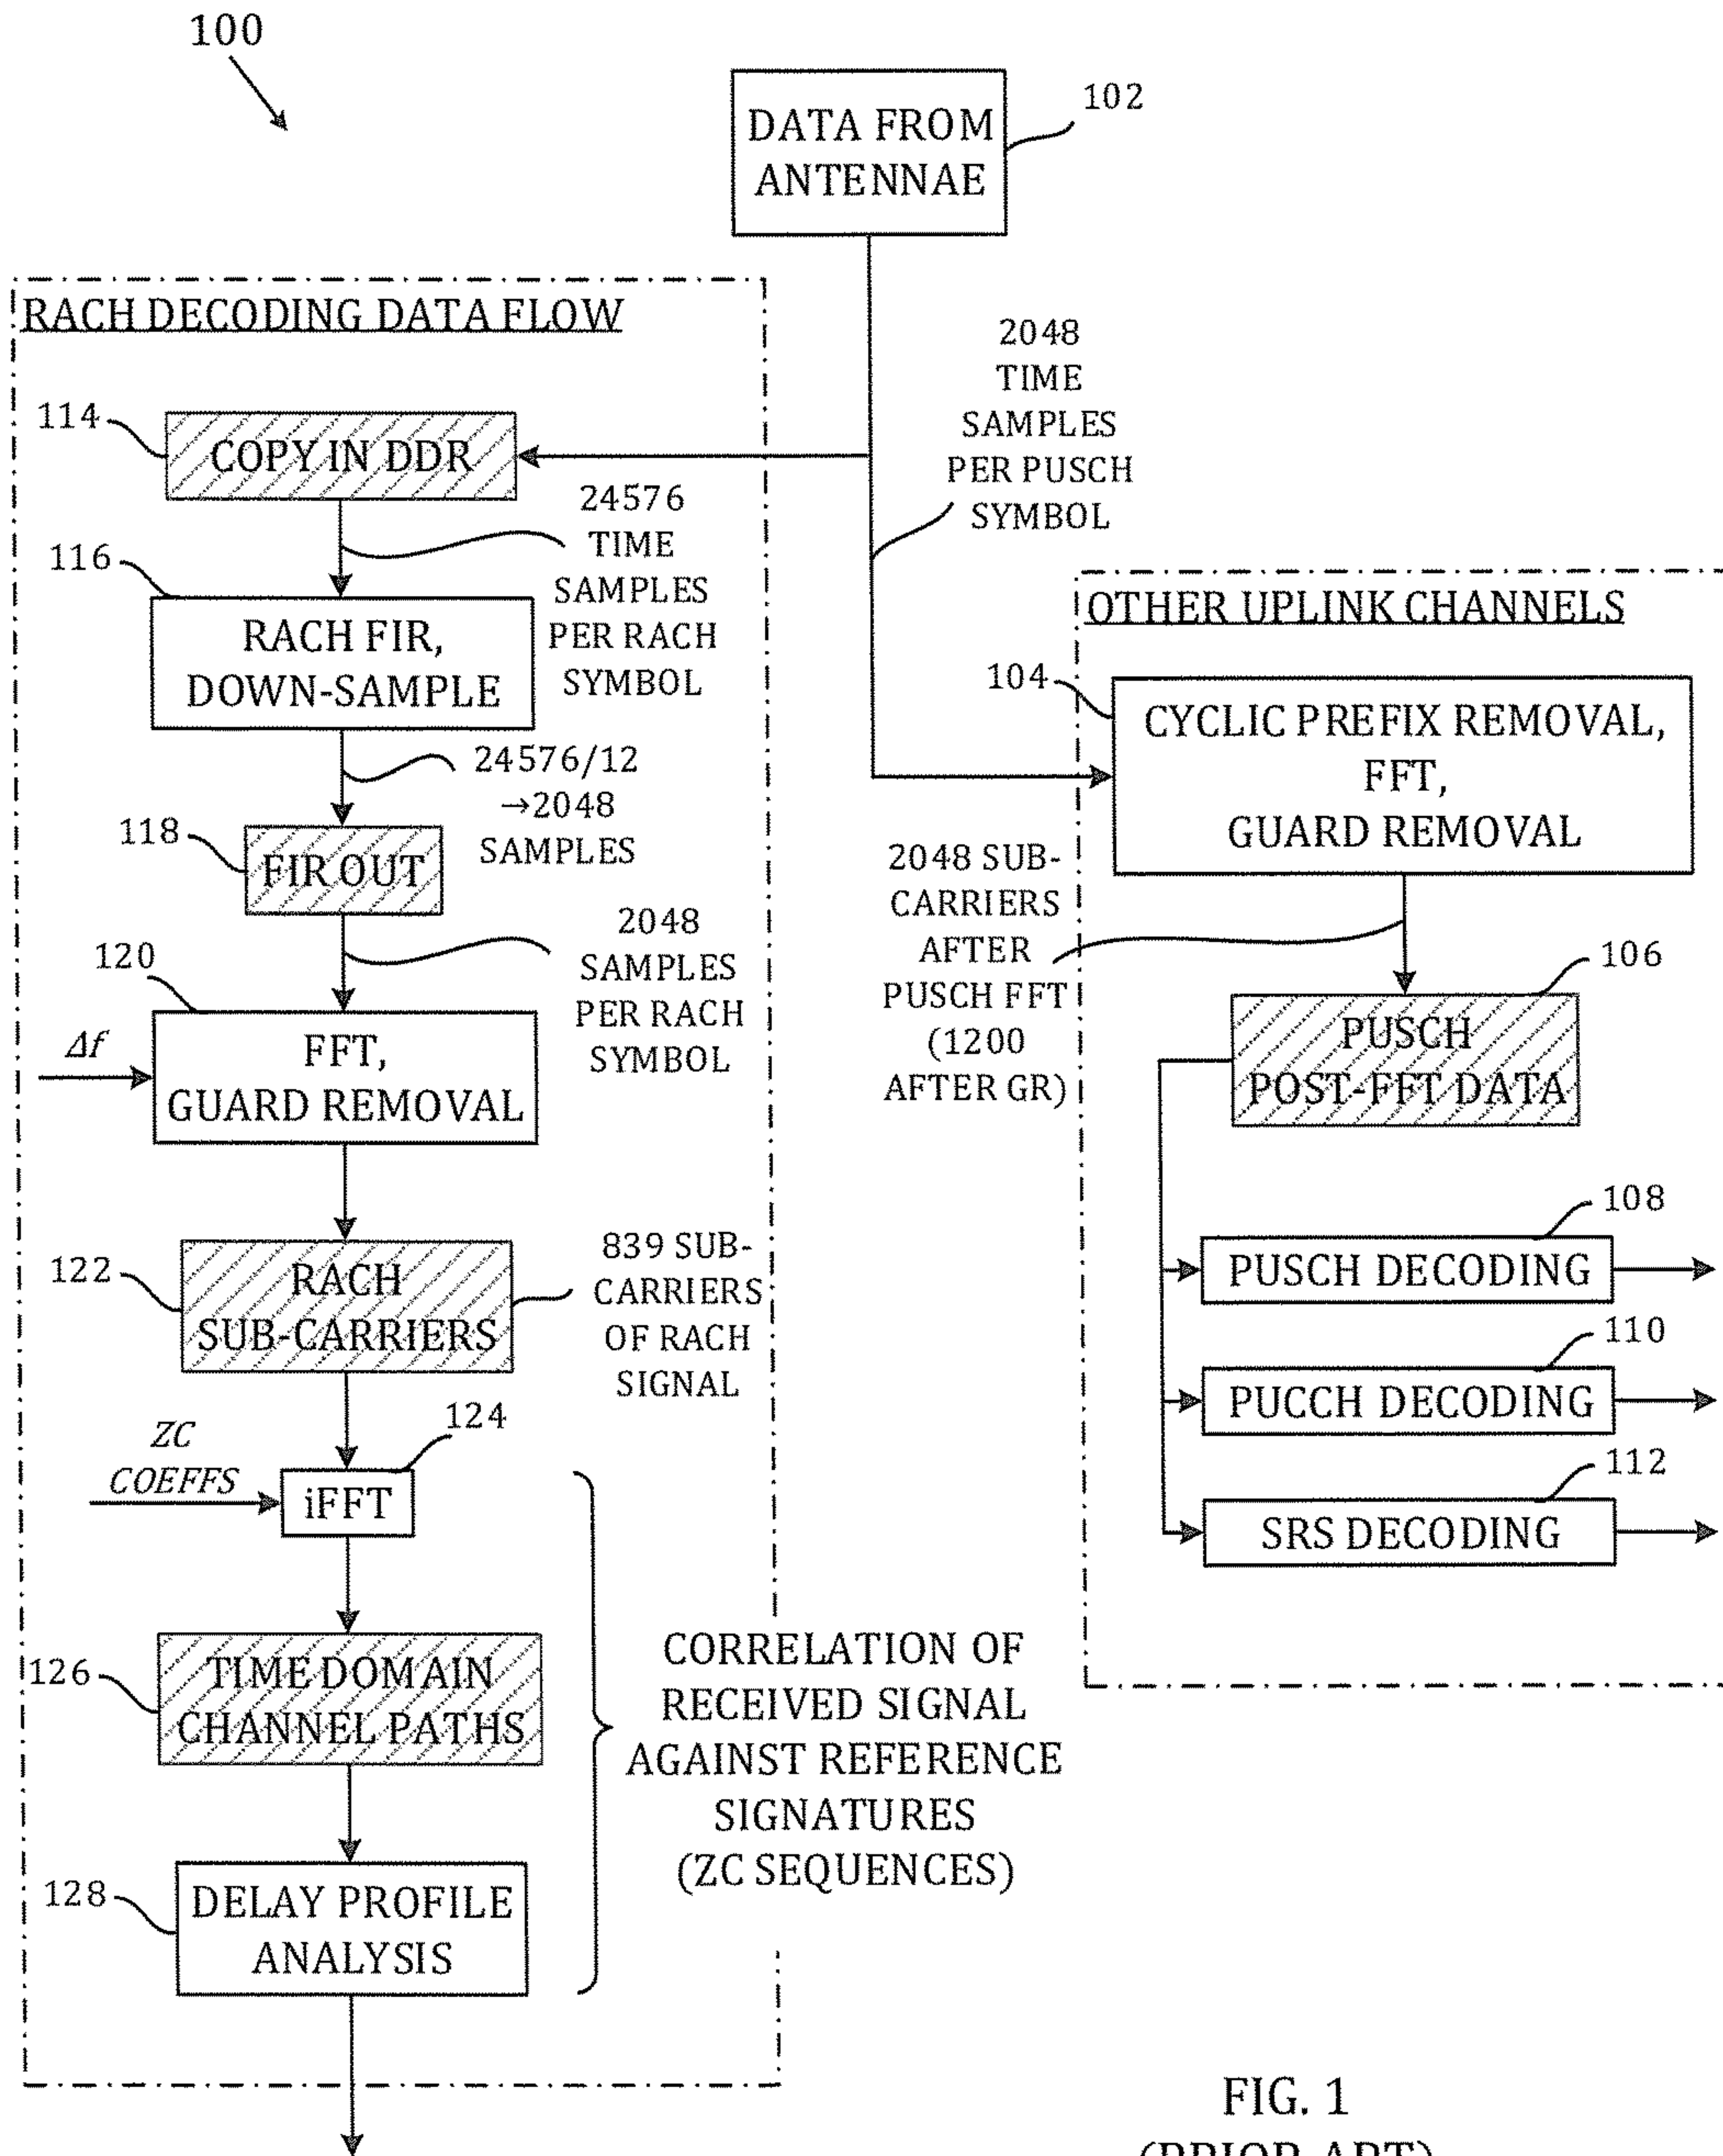 100
DATA FROM
ANTENNAE
102
RACH DECODING DATA FLOW
114
COPY IN DDR
24576
TIME
SAMPLES
PER RACH
SYMBOL
116
RACH FIR,
DOWN-SAMPLE
24576/12
→2048
SAMPLES
118
FIR OUT
2048
SAMPLES
PER RACH
SYMBOL
120
Δf
FFT,
GUARD REMOVAL
122
RACH
SUB-CARRIERS
839 SUB-
CARRIERS
OF RACH
SIGNAL
124
ZC
COEFFS
iFFT
126
TIME DOMAIN
CHANNEL PATHS
128
DELAY PROFILE
ANALYSIS
CORRELATION OF
RECEIVED SIGNAL
AGAINST REFERENCE
SIGNATURES
(ZC SEQUENCES)
2048
TIME
SAMPLES
PER PUSCH
SYMBOL
OTHER UPLINK CHANNELS
104
CYCLIC PREFIX REMOVAL,
FFT,
GUARD REMOVAL
2048 SUB-
CARRIERS
AFTER
PUSCH FFT
(1200
AFTER GR)
106
PUSCH
POST-FFT DATA
108
PUSCH DECODING
110
PUCCH DECODING
112
SRS DECODING
FIG. 1
(PRIOR ART)